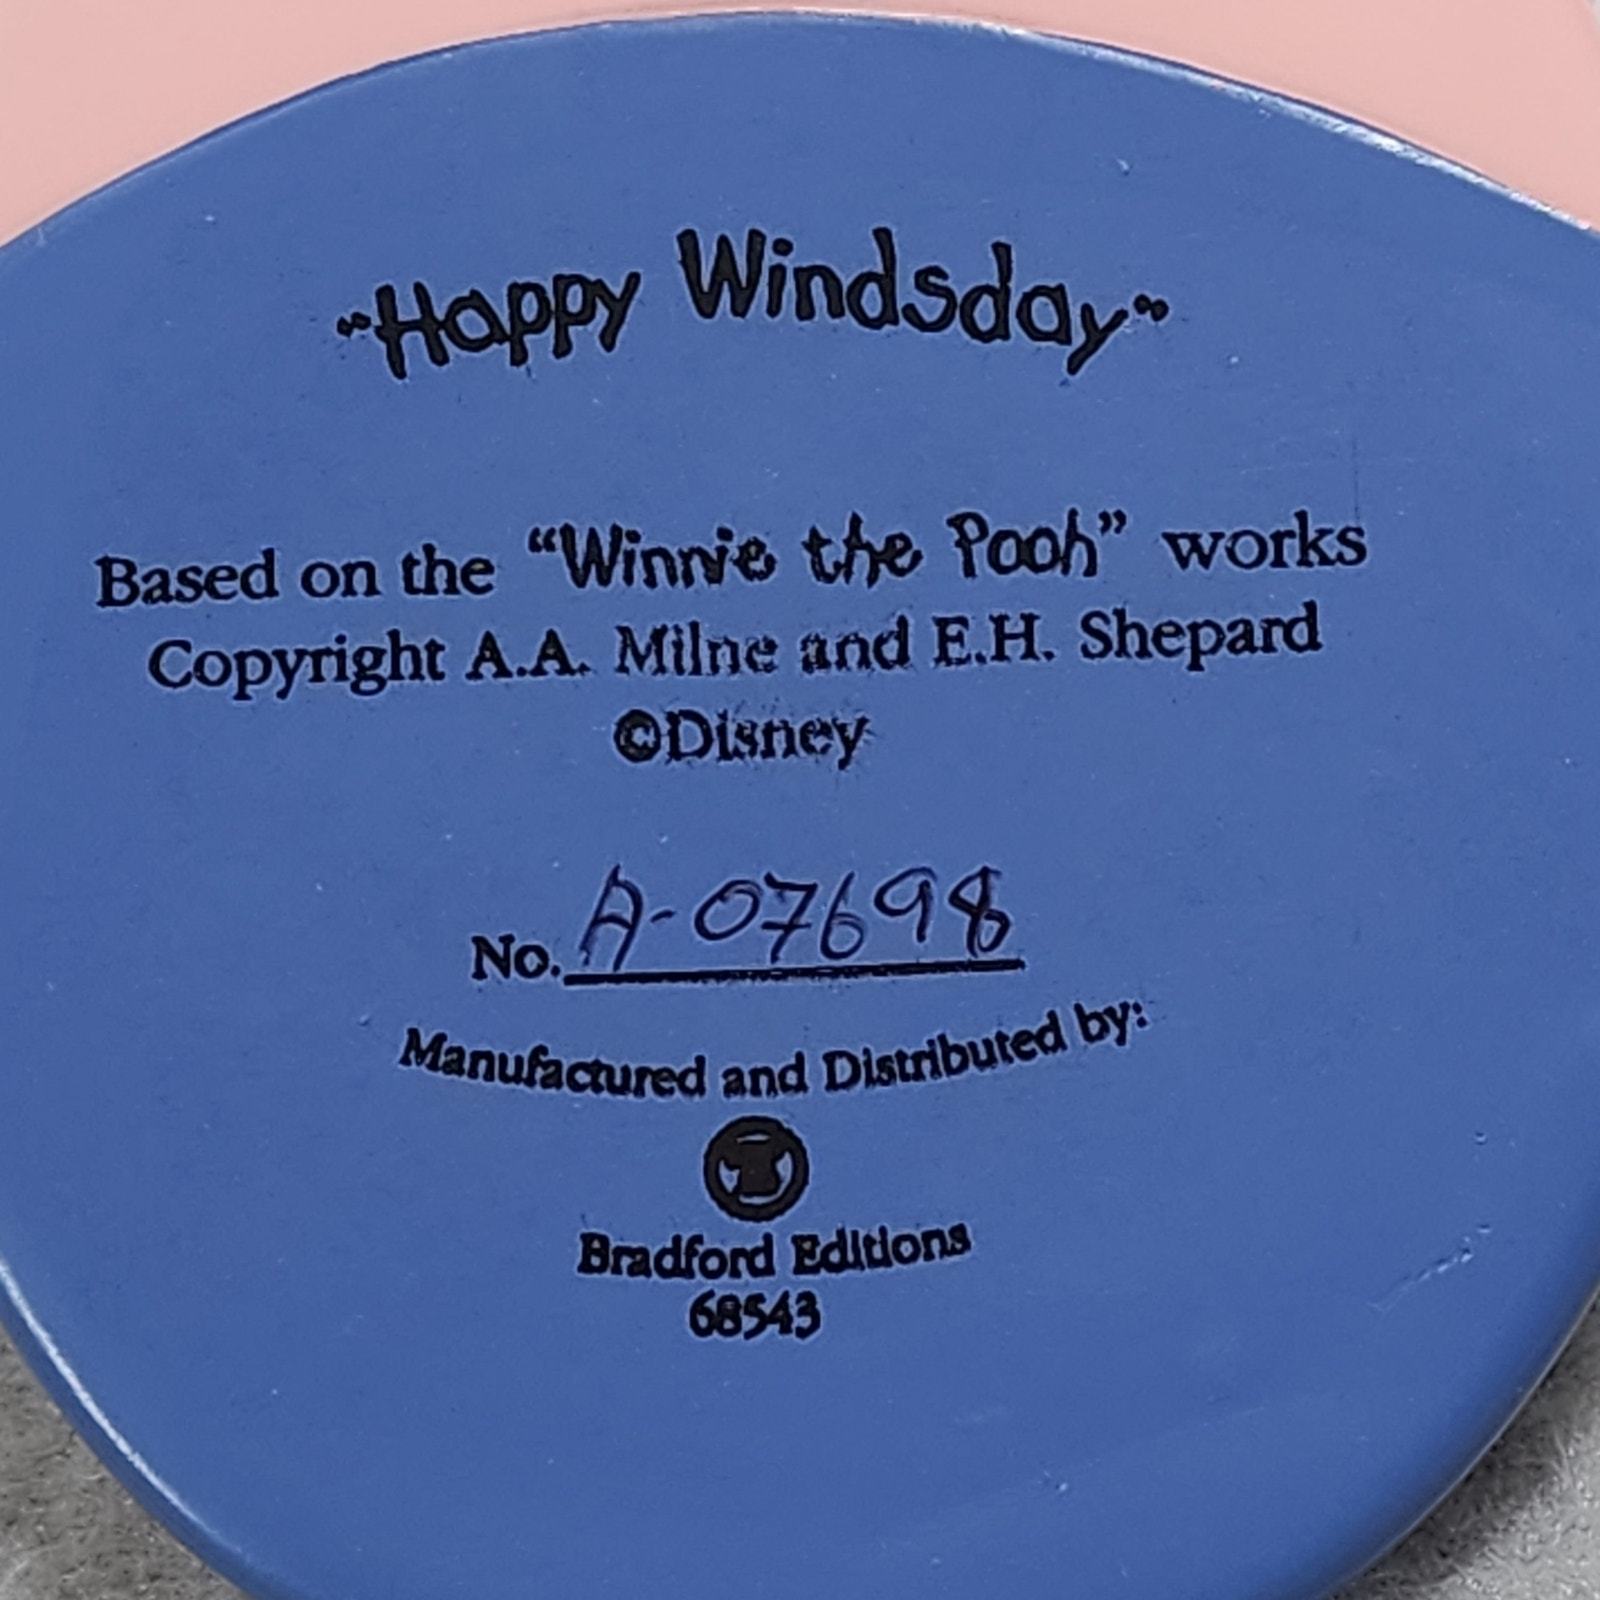 "Happy Windsday"
Based on the "Winnie the Pooh" works
Copyright A.A. Milne and E.H. Shepard
©Disney
No. A-07698
Manufactured and Distributed by:
Bradford Editions
68543